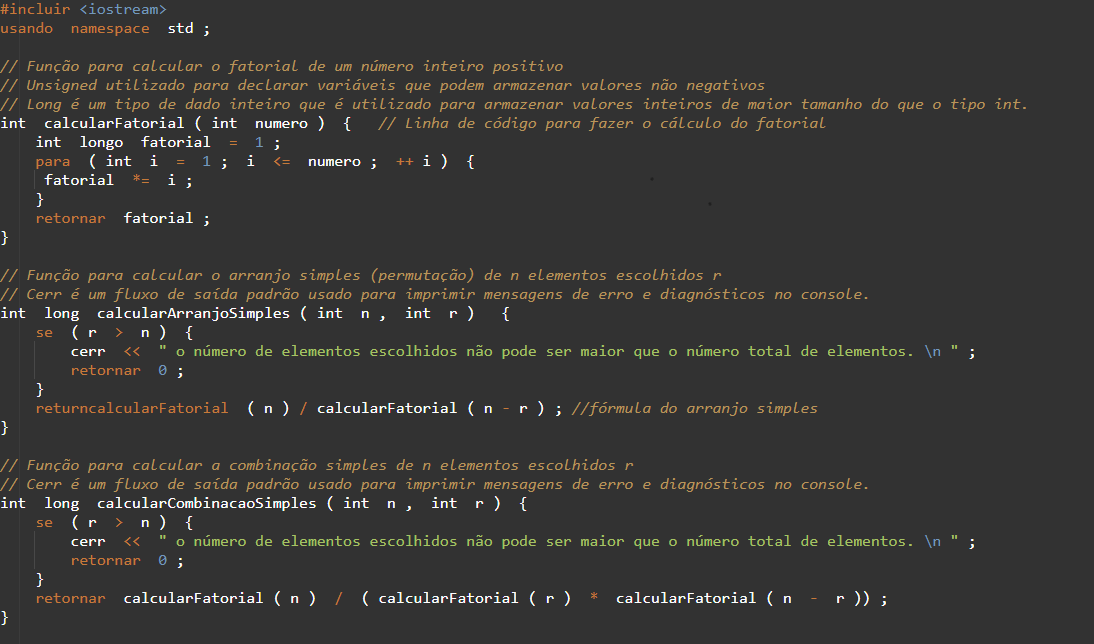 #incluir <iostream>
usando namespace std ;
// Função para calcular o fatorial de um número inteiro positivo
// Unsigned utilizado para declarar variáveis que podem armazenar valores não negativos
// Long é um tipo de dado inteiro que é utilizado para armazenar valores inteiros de maior tamanho do que o tipo int.
int calcularFatorial ( int numero ) { // Linha de código para fazer o cálculo do fatorial
int longo fatorial = 1 ;
para ( int i = 1 ; i <= numero ; ++ i ) {
fatorial *= i ;
}
retornar fatorial ;
}
// Função para calcular o arranjo simples (permutação) de n elementos escolhidos r
// Cerr é um fluxo de saída padrão usado para imprimir mensagens de erro e diagnósticos no console.
int long calcularArranjoSimples ( int n , int r ) {
se ( r > n ) {
cerr << " o número de elementos escolhidos não pode ser maior que o número total de elementos. \n " ;
retornar 0 ;
}
returncalcularFatorial ( n ) / calcularFatorial ( n - r ) ; //fórmula do arranjo simples
}
// Função para calcular a combinação simples de n elementos escolhidos r
// Cerr é um fluxo de saída padrão usado para imprimir mensagens de erro e diagnósticos no console.
int long calcularCombinacaoSimples ( int n , int r ) {
se ( r > n ) {
cerr << " o número de elementos escolhidos não pode ser maior que o número total de elementos. \n " ;
retornar 0 ;
}
retornar calcularFatorial ( n ) / ( calcularFatorial ( r ) * calcularFatorial ( n - r )) ;
}